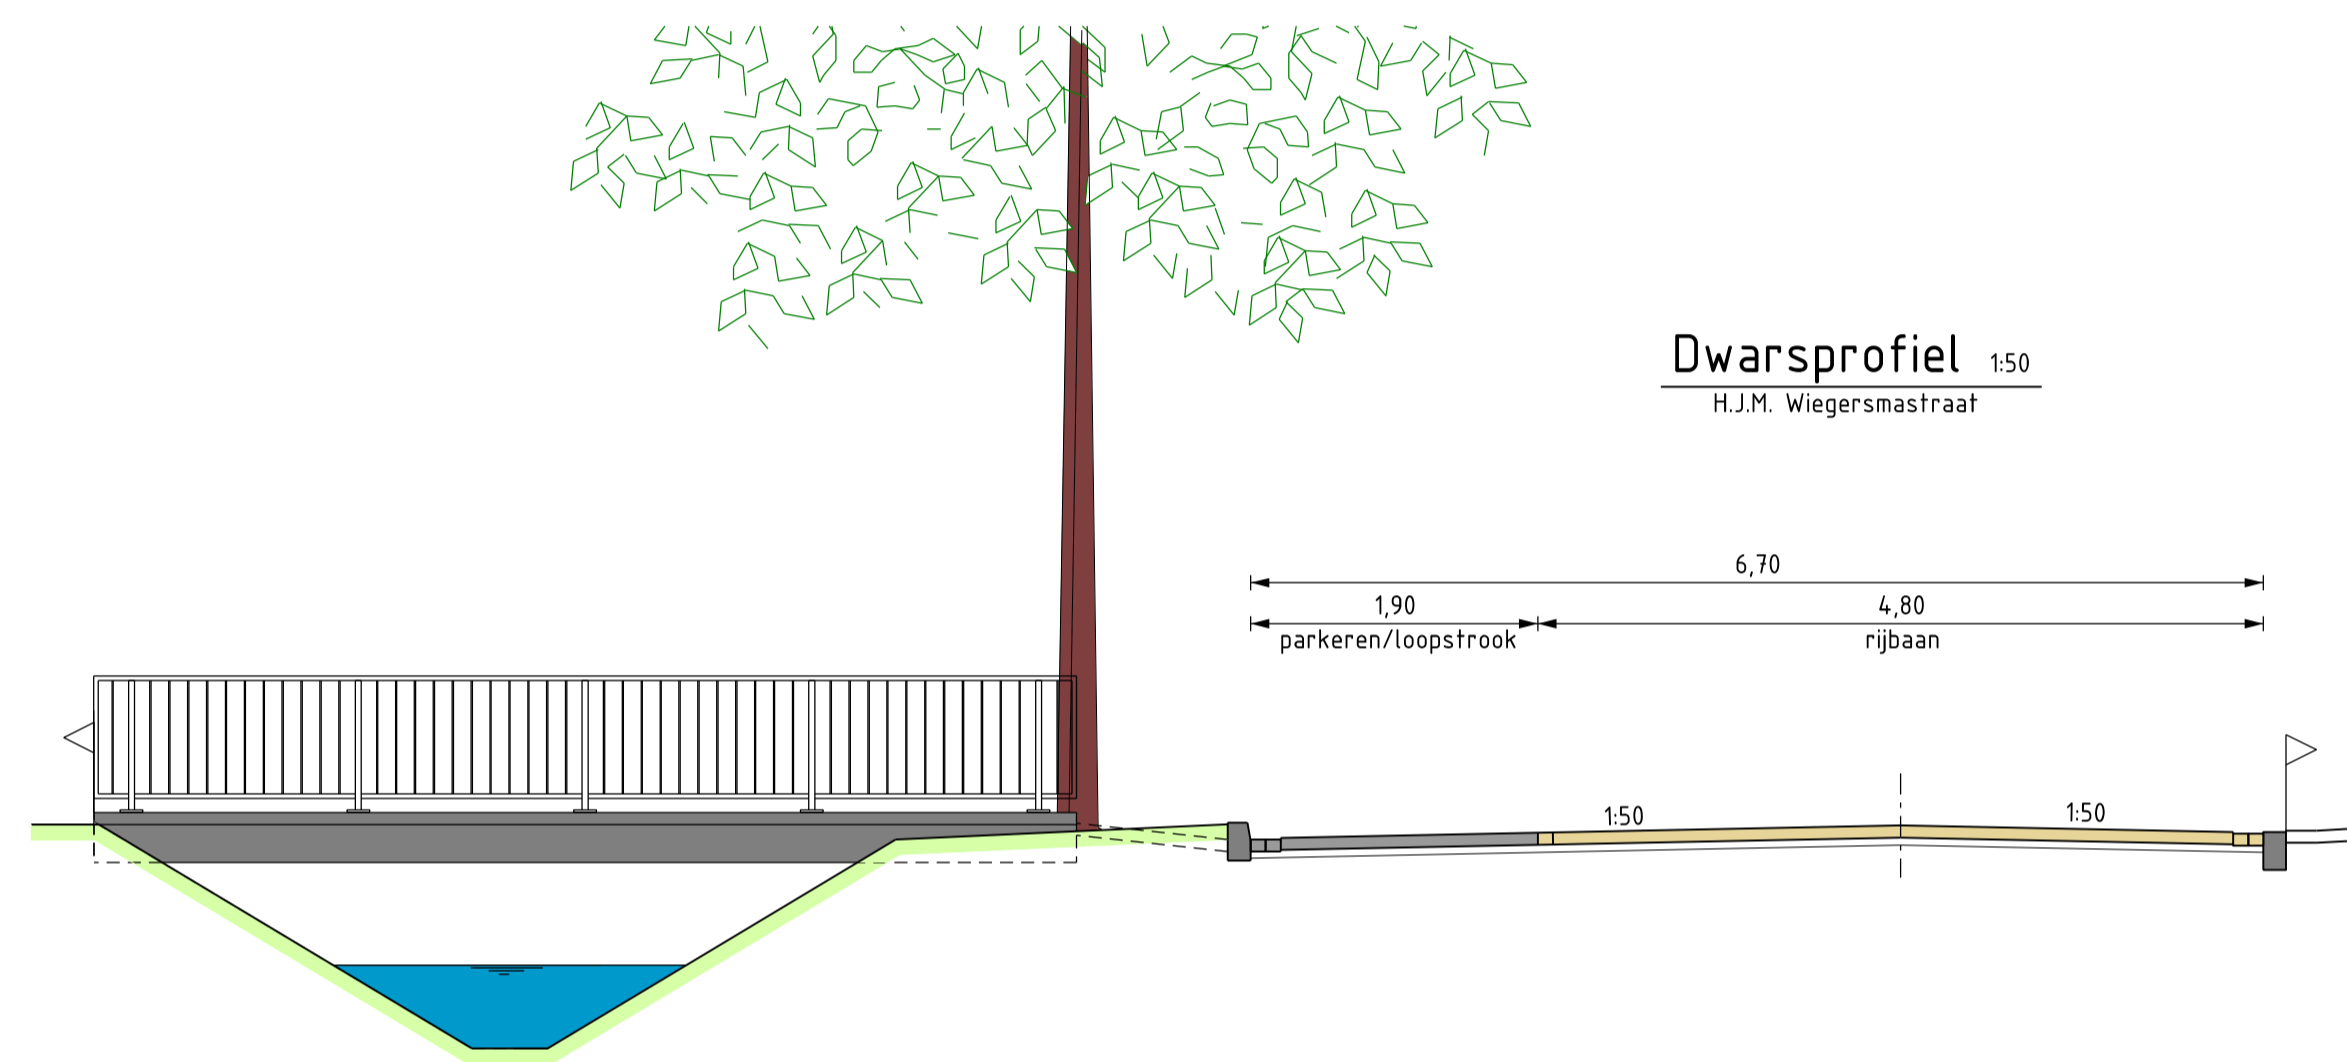 Dwarsprofiel 1:50
H.J.M. Wiegersmastraat
6,70
1,90 4,80
parkeren/loopstrook rijbaan
1:50 1:50